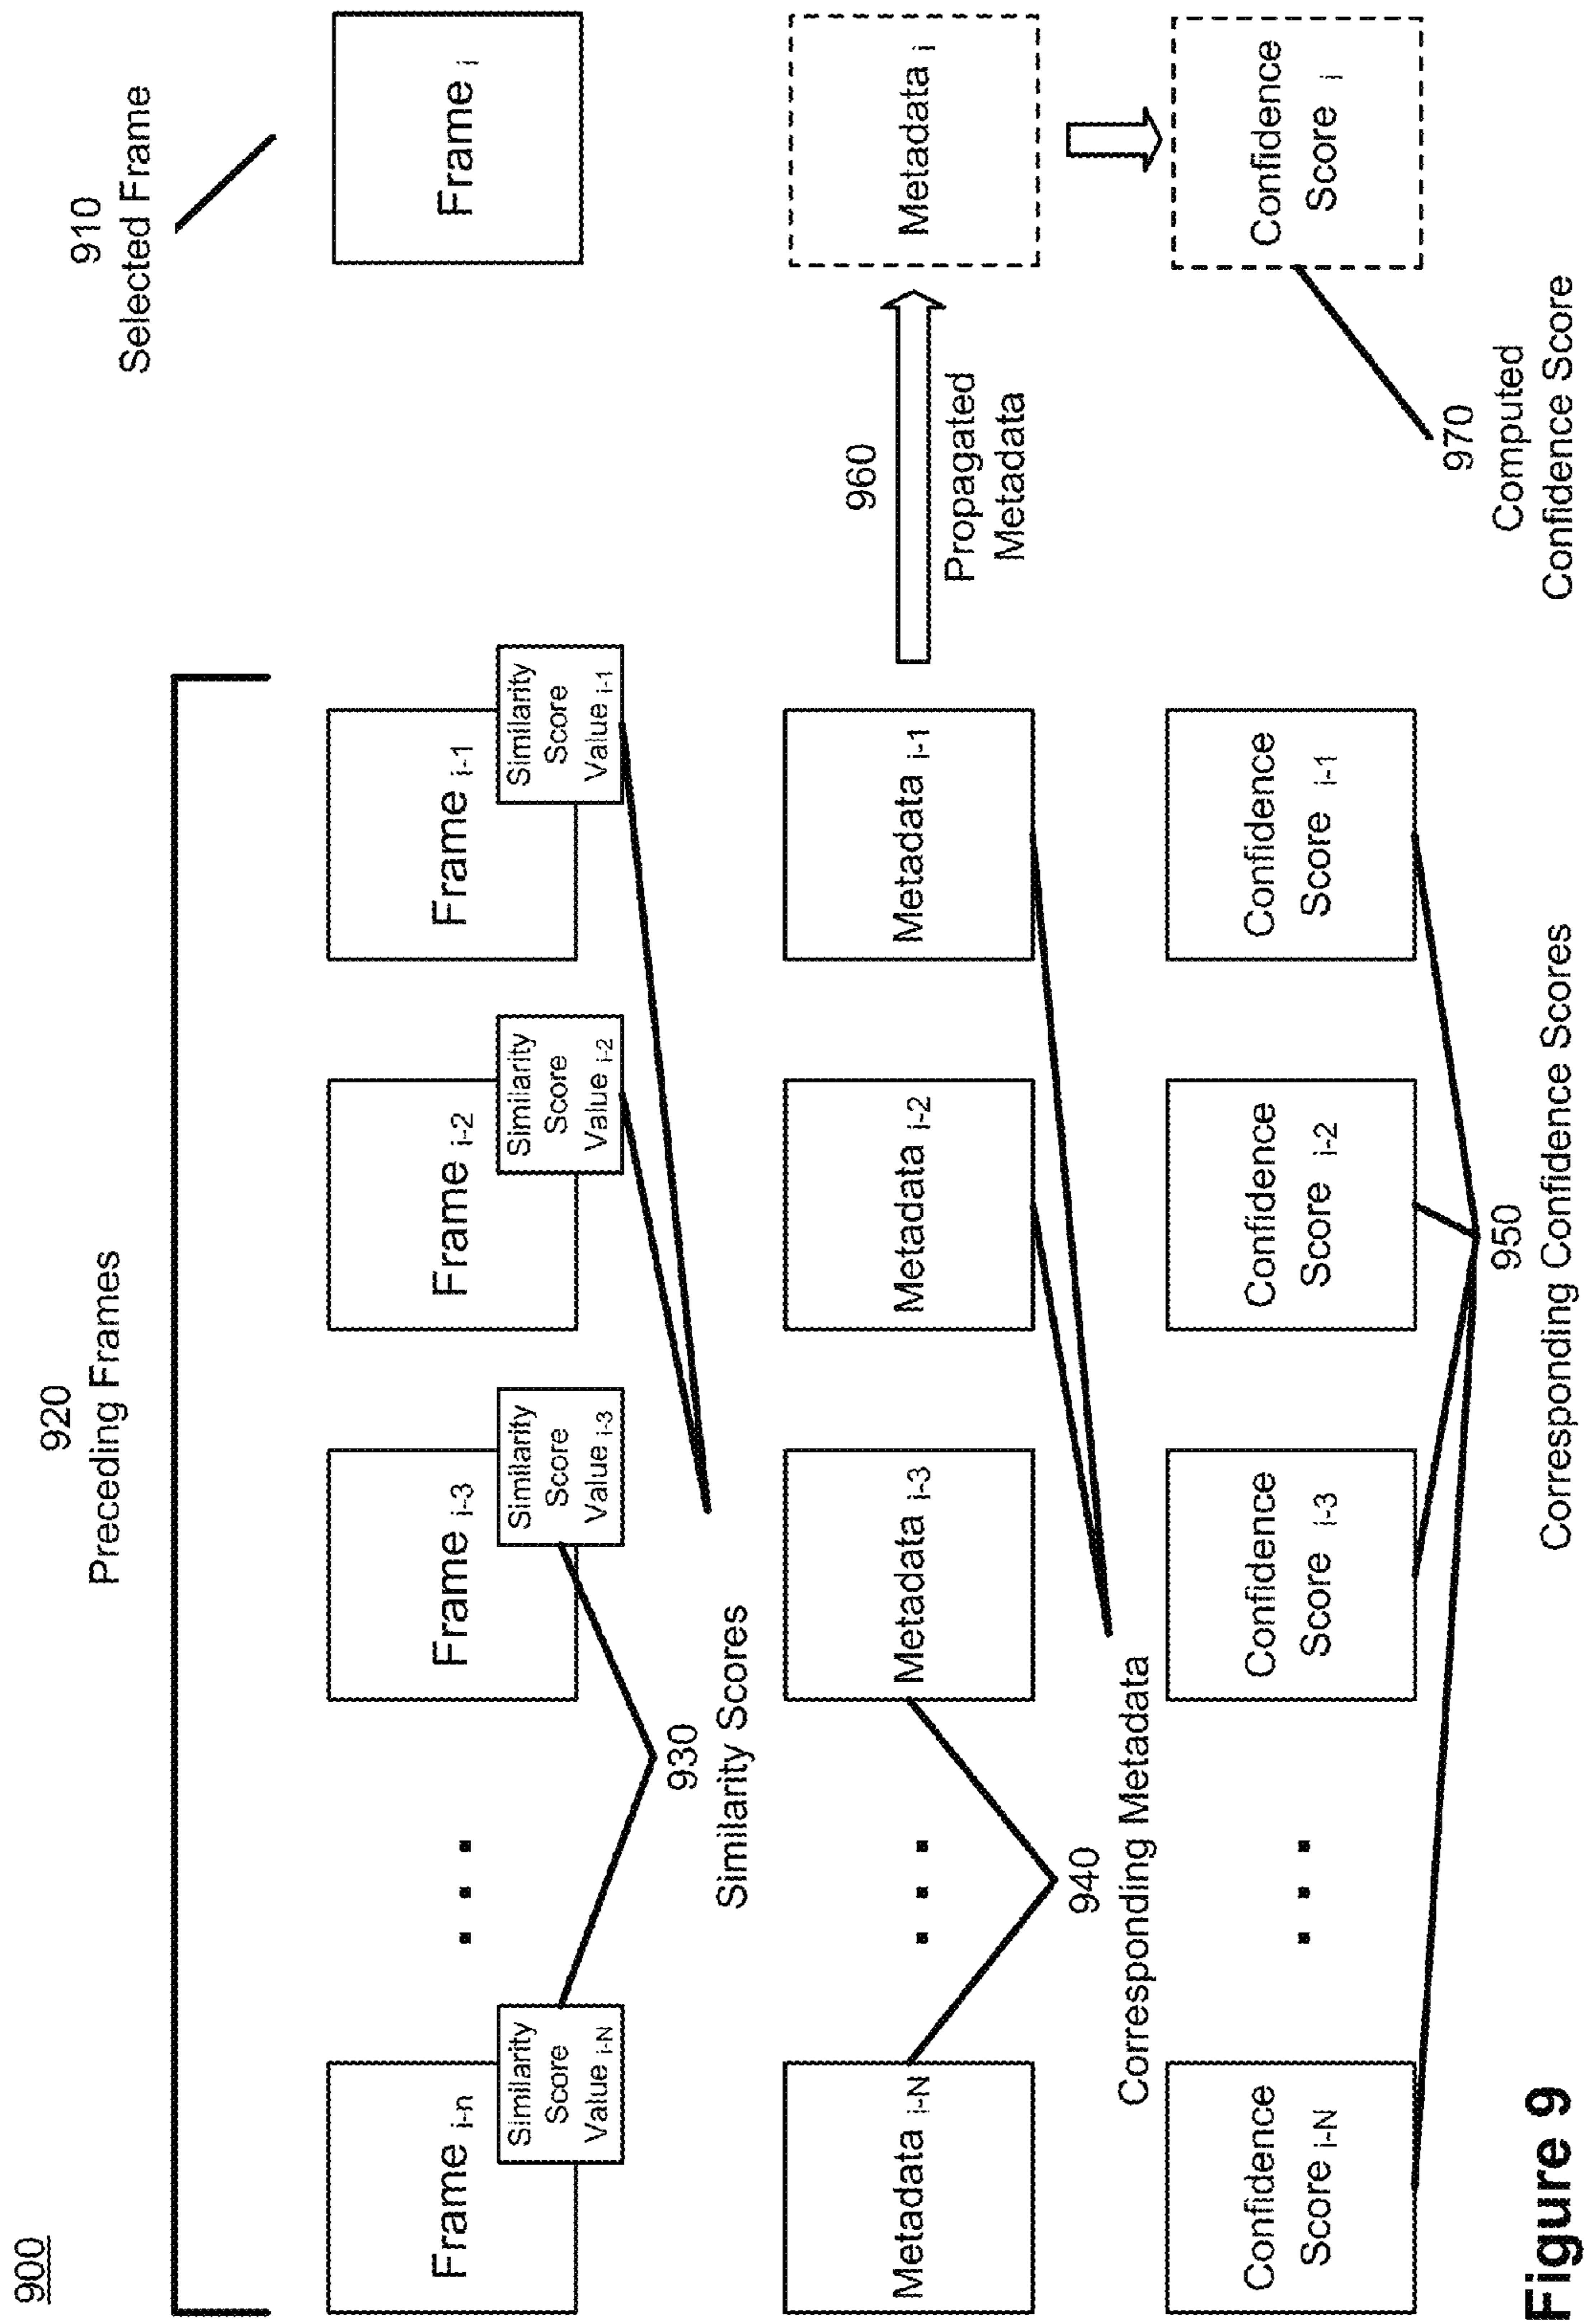 900
920
Preceding Frames
910
Selected Frame
Frame i-n
Similarity
Score
Value i-N
. . .
Frame i-3
Similarity
Score
Value i-3
Frame i-2
Similarity
Score
Value i-2
Frame i-1
Similarity
Score
Value i-1
Frame i
930
Similarity Scores
Metadata i-N
. . .
Metadata i-3
Metadata i-2
Metadata i-1
960
Propagated
Metadata
Metadata i
940
Corresponding Metadata
Confidence
Score i-N
. . .
Confidence
Score i-3
Confidence
Score i-2
Confidence
Score i-1
Confidence
Score i
950
Corresponding Confidence Scores
970
Computed
Confidence Score
Figure 9